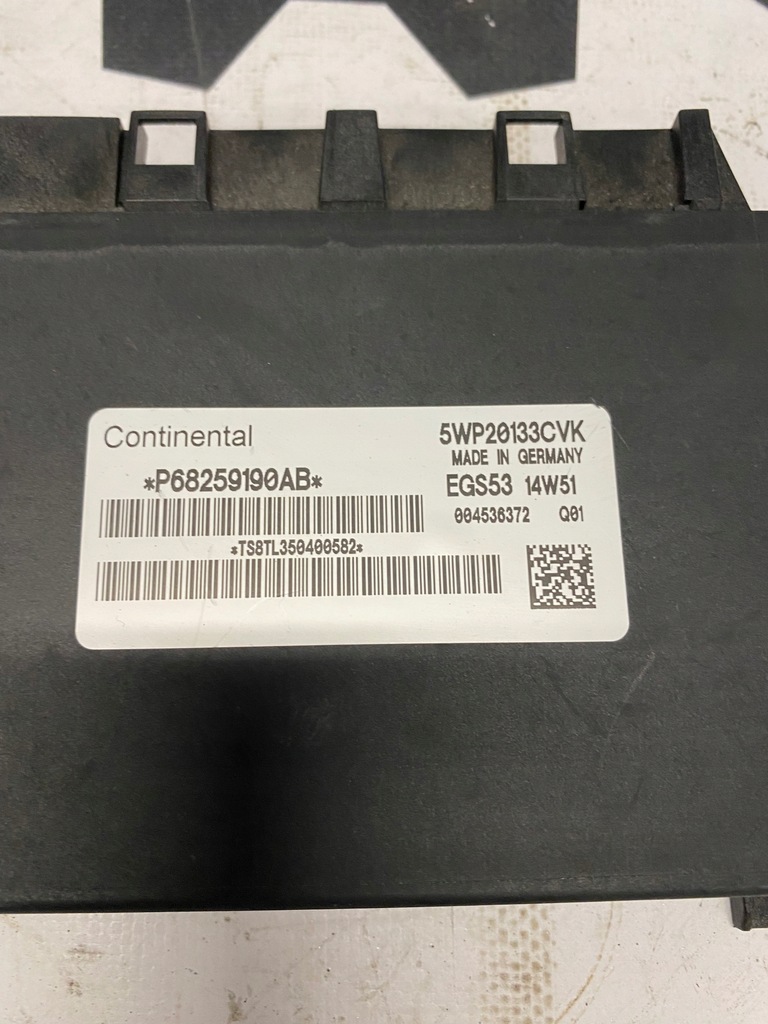 Continental
5WP20133CVK
MADE IN GERMANY
*P68259190AB*
EGS53 14W51
004536372 Q01
*TS8TL350400582*